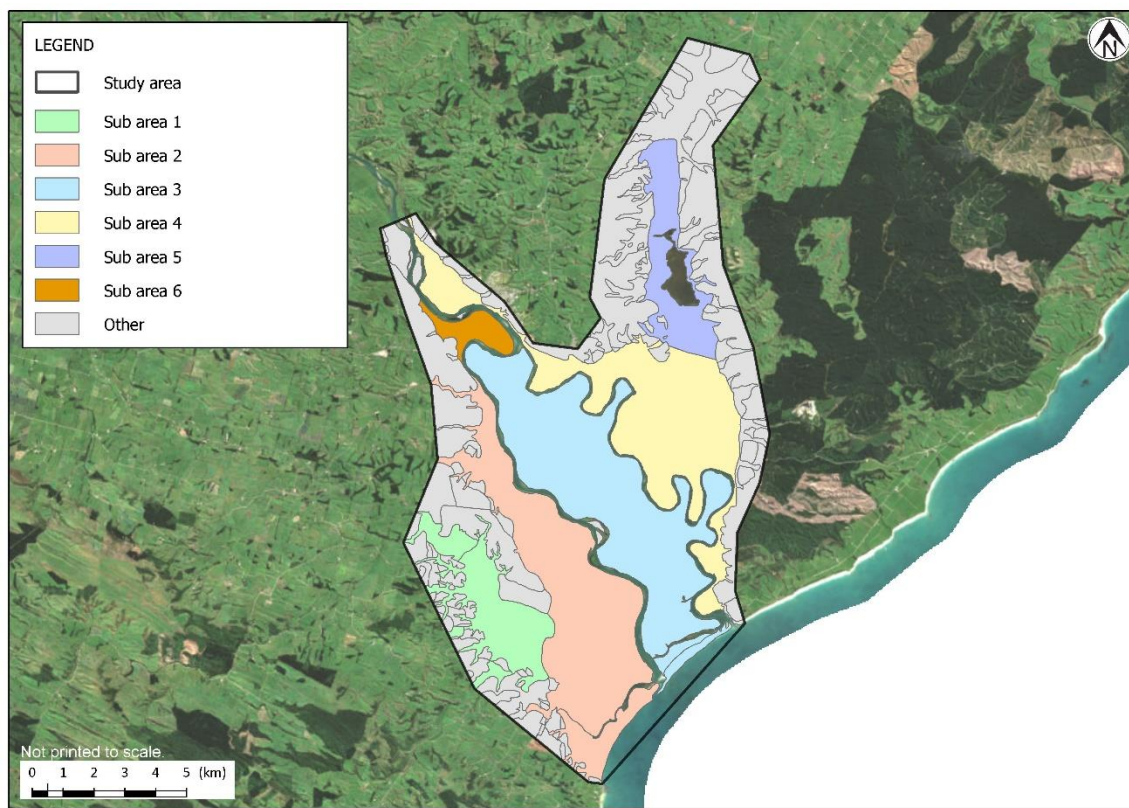 LEGEND
Study area
Sub area 1
Sub area 2
Sub area 3
Sub area 4
Sub area 5
Sub area 6
Other
N
Not printed to scale.
0 1 2 3 4 5 (km)